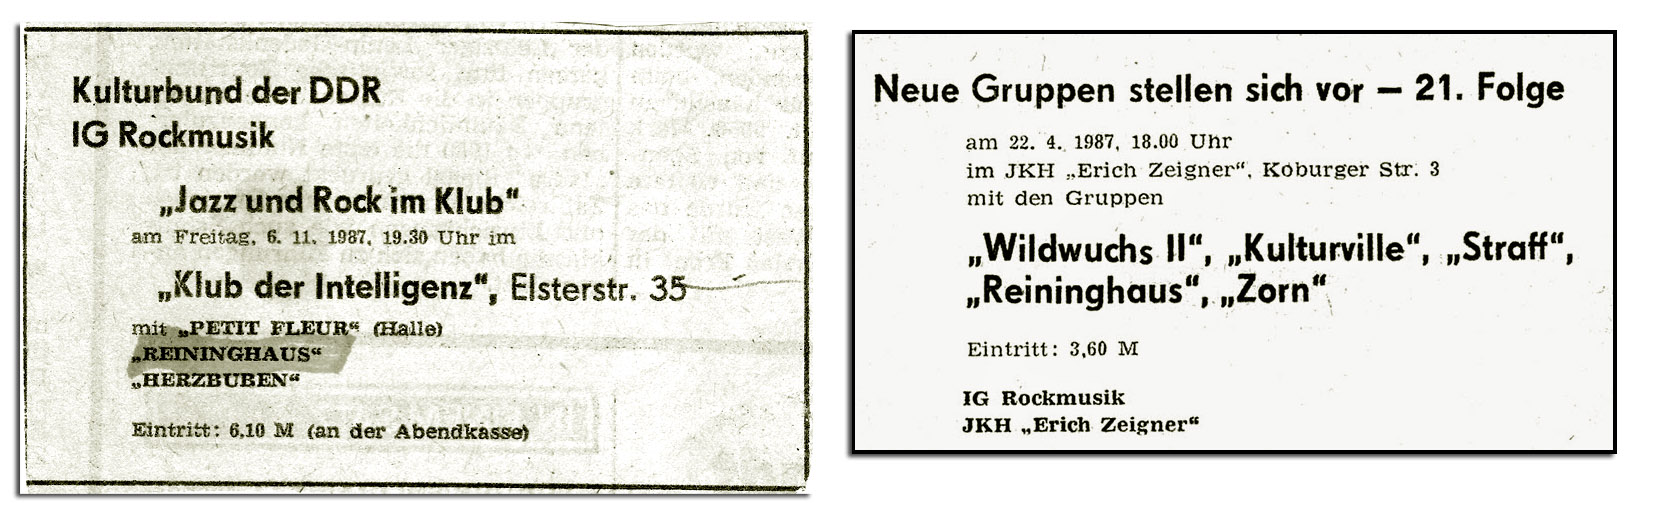 Kulturbund der DDR
IG Rockmusik
„Jazz und Rock im Klub“
am Freitag, 6. 11. 1987, 19.30 Uhr im
„Klub der Intelligenz“, Elsterstr. 35
mit „PETIT FLEUR“ (Halle)
„REININGHAUS“
„HERZBUBEN“
Eintritt: 6,10 M (an der Abendkasse)
Neue Gruppen stellen sich vor — 21. Folge
am 22. 4. 1987, 18.00 Uhr
im JKH „Erich Zeigner“, Koburger Str. 3
mit den Gruppen
„Wildwuchs II“, „Kulturville“, „Straff“,
„Reininghaus“, „Zorn“
Eintritt: 3,60 M
IG Rockmusik
JKH „Erich Zeigner“